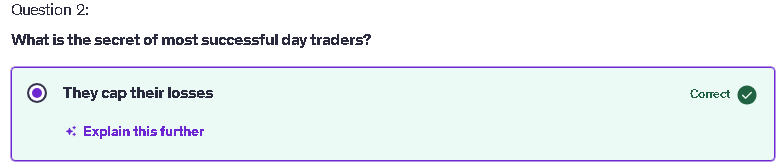 Question 2:
What is the secret of most successful day traders?
They cap their losses
Correct
Explain this further